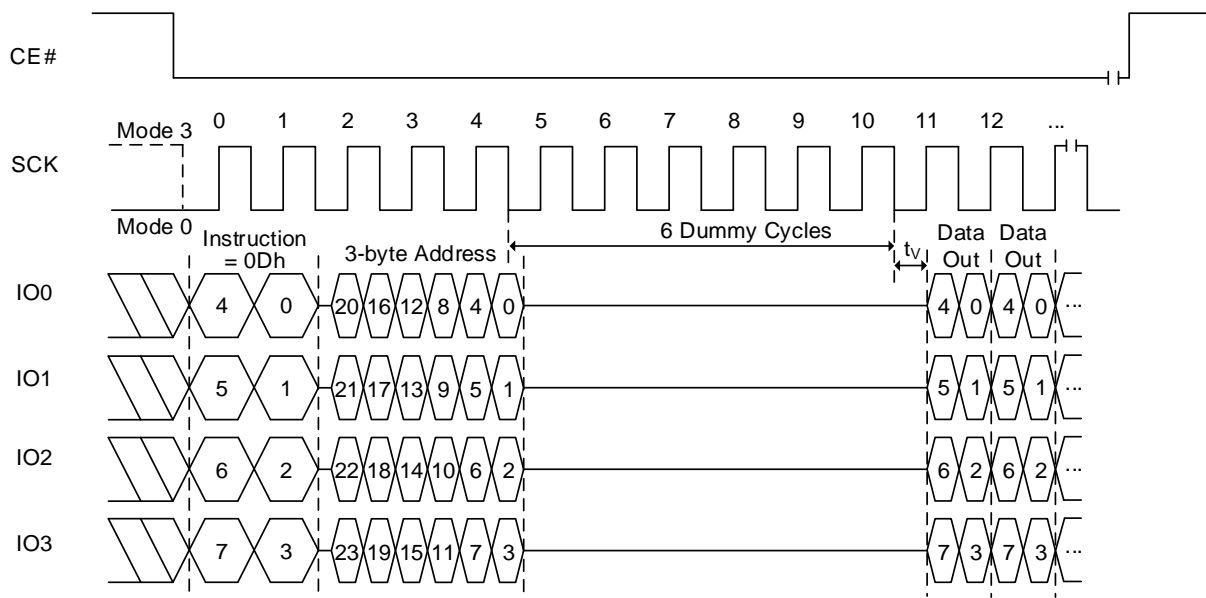 CE#
0 1 2 3 4 5 6 7 8 9 10 11 12 ...
Mode 3
SCK
Mode 0
Instruction = 0Dh
3-byte Address
6 Dummy Cycles
tV
Data Out
Data Out
IO0 4 0 20 16 12 8 4 0 4 0 4 0 ...
IO1 5 1 21 17 13 9 5 1 5 1 5 1 ...
IO2 6 2 22 18 14 10 6 2 6 2 6 2 ...
IO3 7 3 23 19 15 11 7 3 7 3 7 3 ...